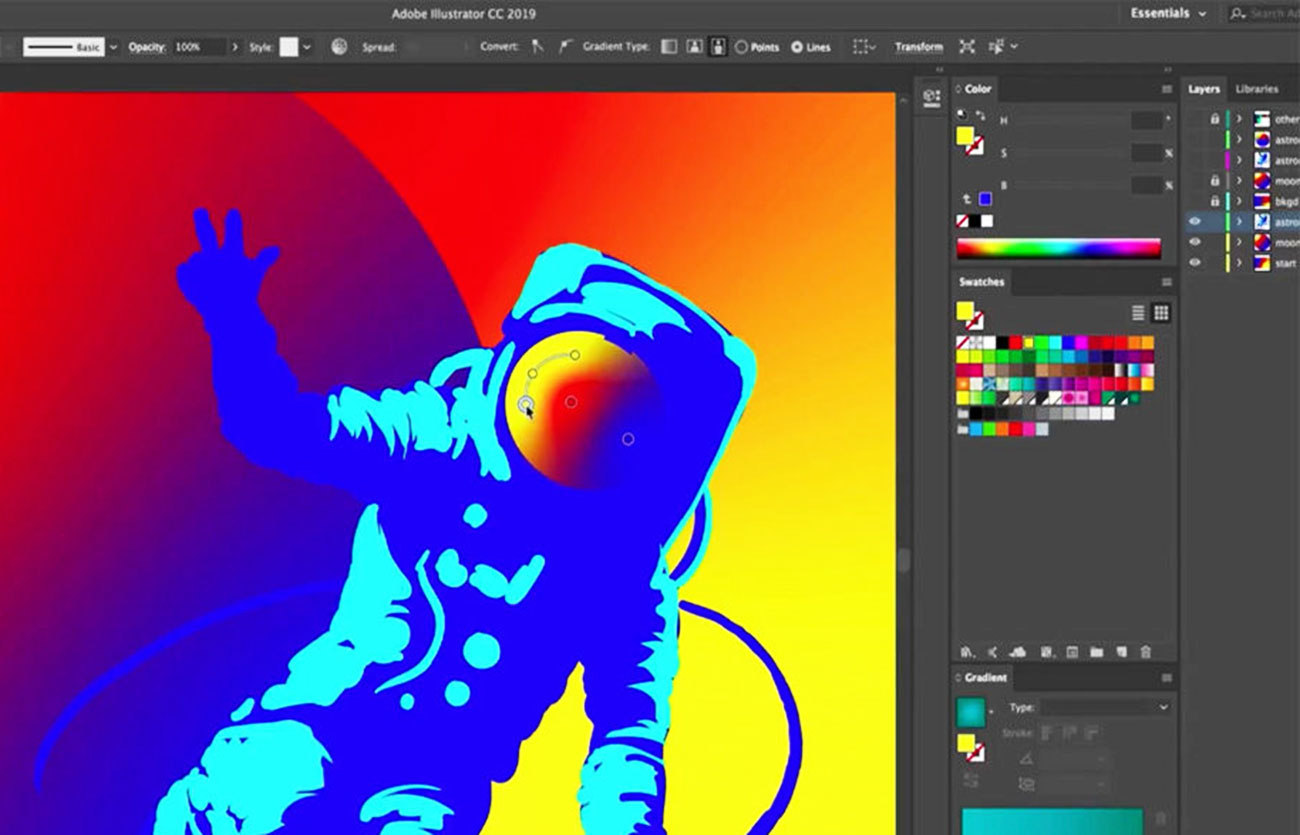 Adobe Illustrator CC 2019
Essentials
Search Ad
Basic
Opacity: 100%
Style:
Spread:
Convert:
Gradient Type:
Points
Lines
Transform
Color
H °
S %
B %
Swatches
Gradient
Type:
Stroke:
Layers
Libraries
other
astro
astro
moon
bkgd
astro
moon
start